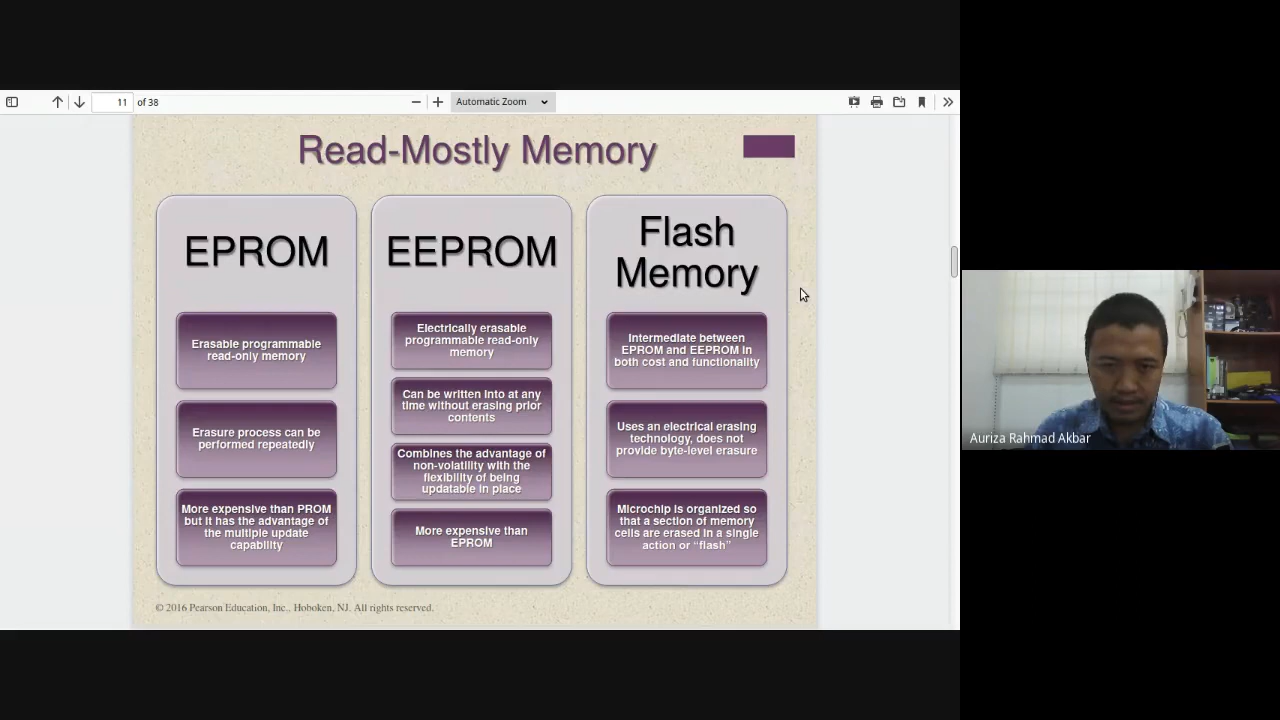 11 of 38
Automatic Zoom
Read-Mostly Memory
EPROM
Erasable programmable
read-only memory
Erasure process can be
performed repeatedly
More expensive than PROM
but it has the advantage of
the multiple update
capability
EEPROM
Electrically erasable
programmable read-only
memory
Can be written into at any
time without erasing prior
contents
Combines the advantage of
non-volatility with the
flexibility of being
updatable in place
More expensive than
EPROM
Flash
Memory
Intermediate between
EPROM and EEPROM in
both cost and functionality
Uses an electrical erasing
technology, does not
provide byte-level erasure
Microchip is organized so
that a section of memory
cells are erased in a single
action or “flash”
© 2016 Pearson Education, Inc., Hoboken, NJ. All rights reserved.
Auriza Rahmad Akbar